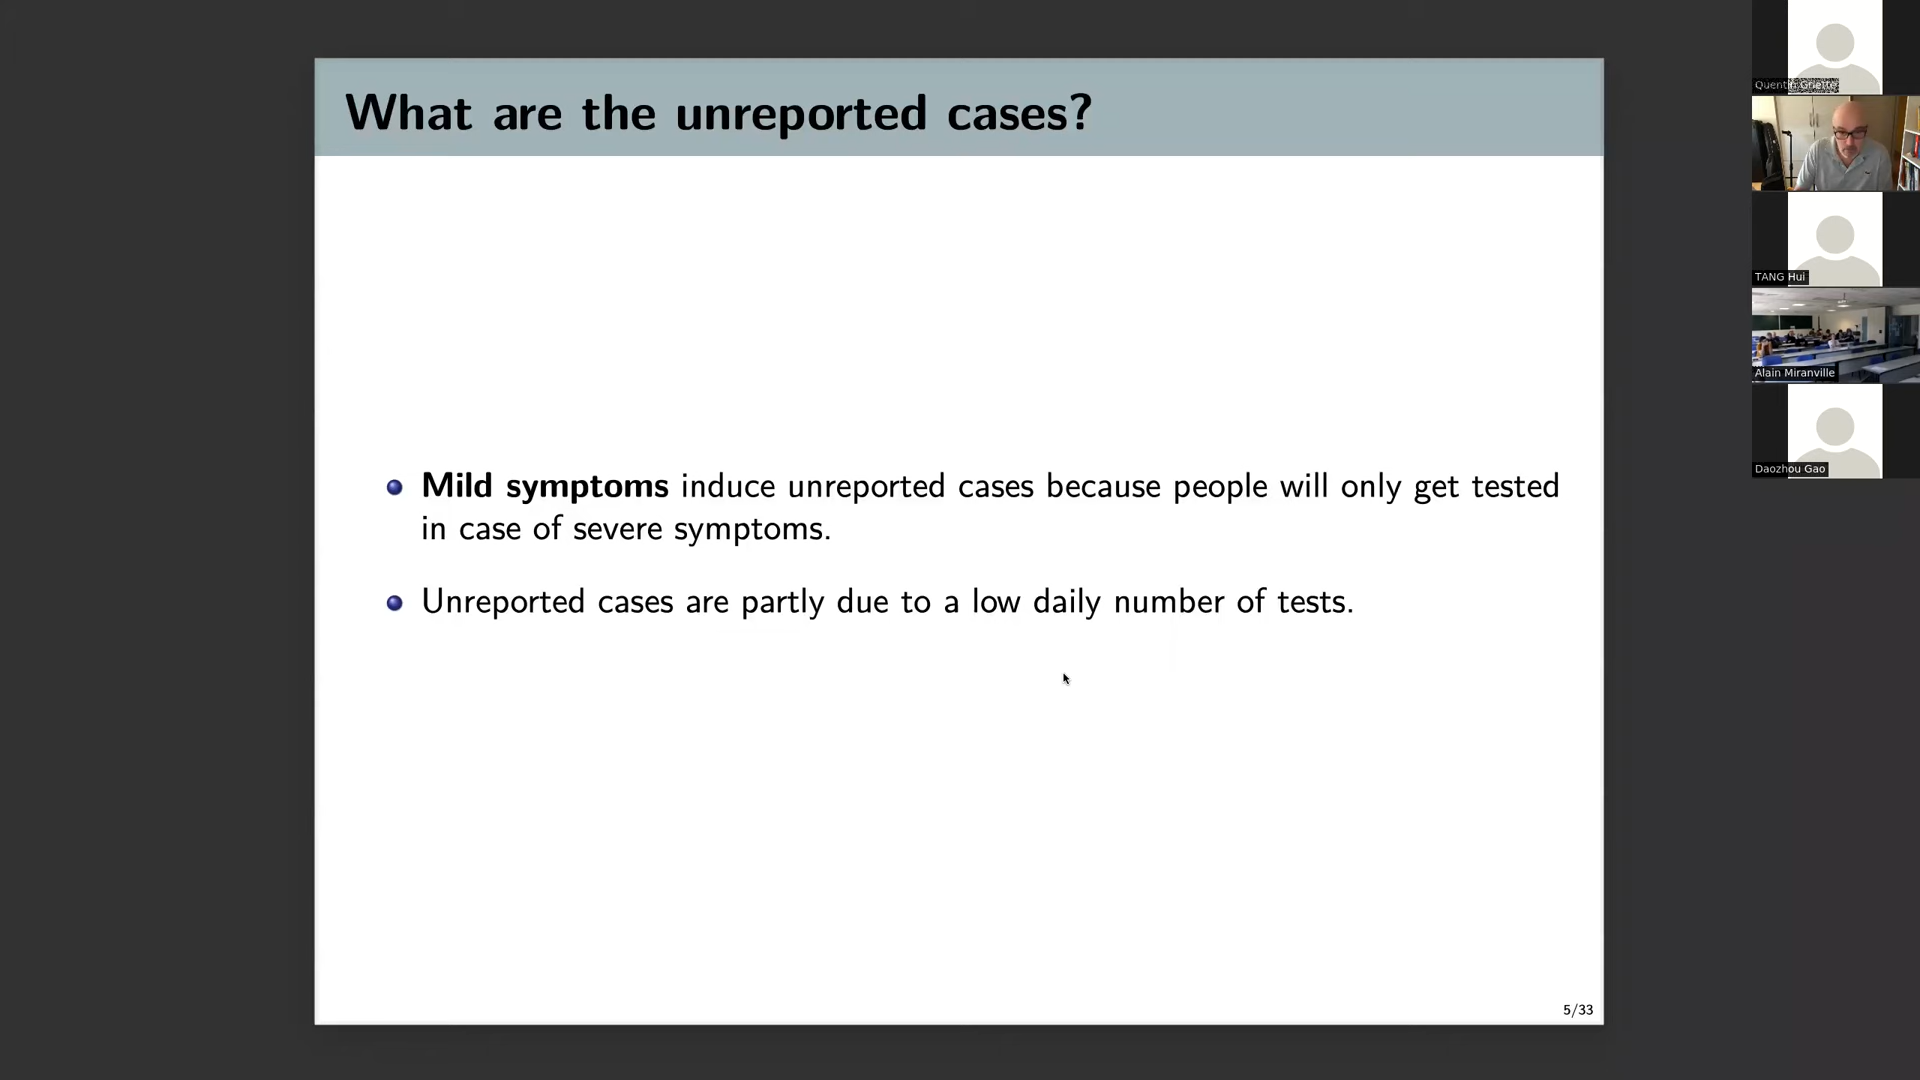 What are the unreported cases?
Mild symptoms induce unreported cases because people will only get tested
in case of severe symptoms.
Unreported cases are partly due to a low daily number of tests.
5/33
Quentin
TANG Hui
Alain Miranville
Daozhou Gao